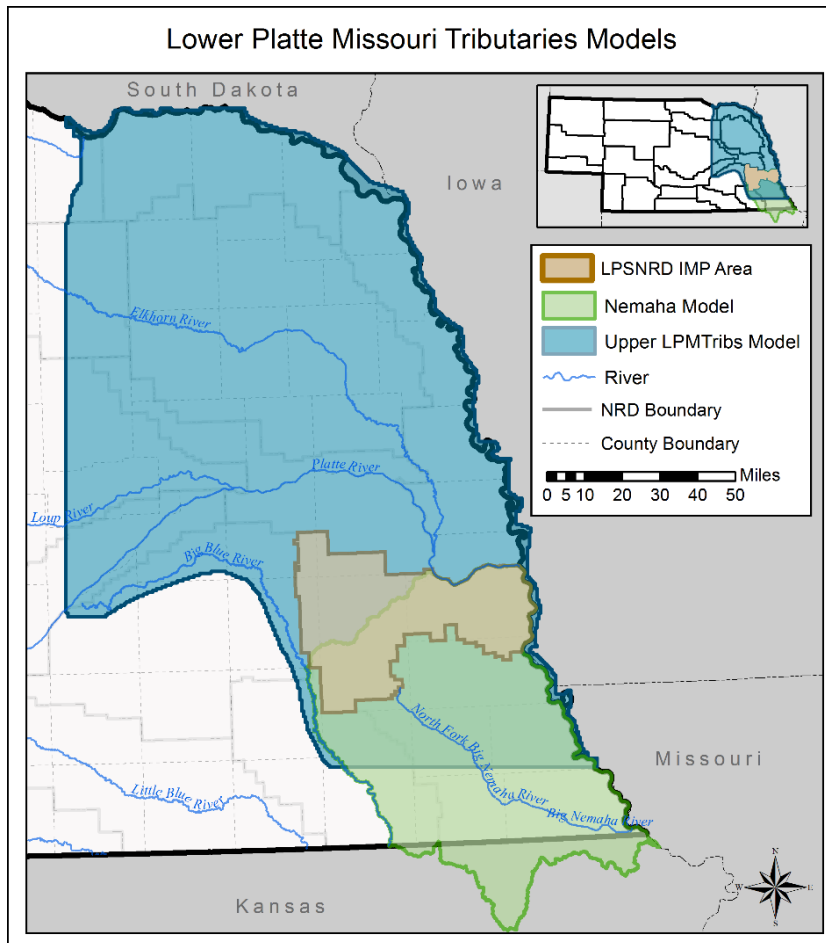 Lower Platte Missouri Tributaries Models
South Dakota
Iowa
LPSNRD IMP Area
Nemaha Model
Upper LPMTribs Model
River
NRD Boundary
County Boundary
Miles
0 5 10 20 30 40 50
Elkhorn River
Platte River
Loup River
Big Blue River
North Fork Big Nemaha River
Big Nemaha River
Little Blue River
Missouri
Kansas
N
W E
S